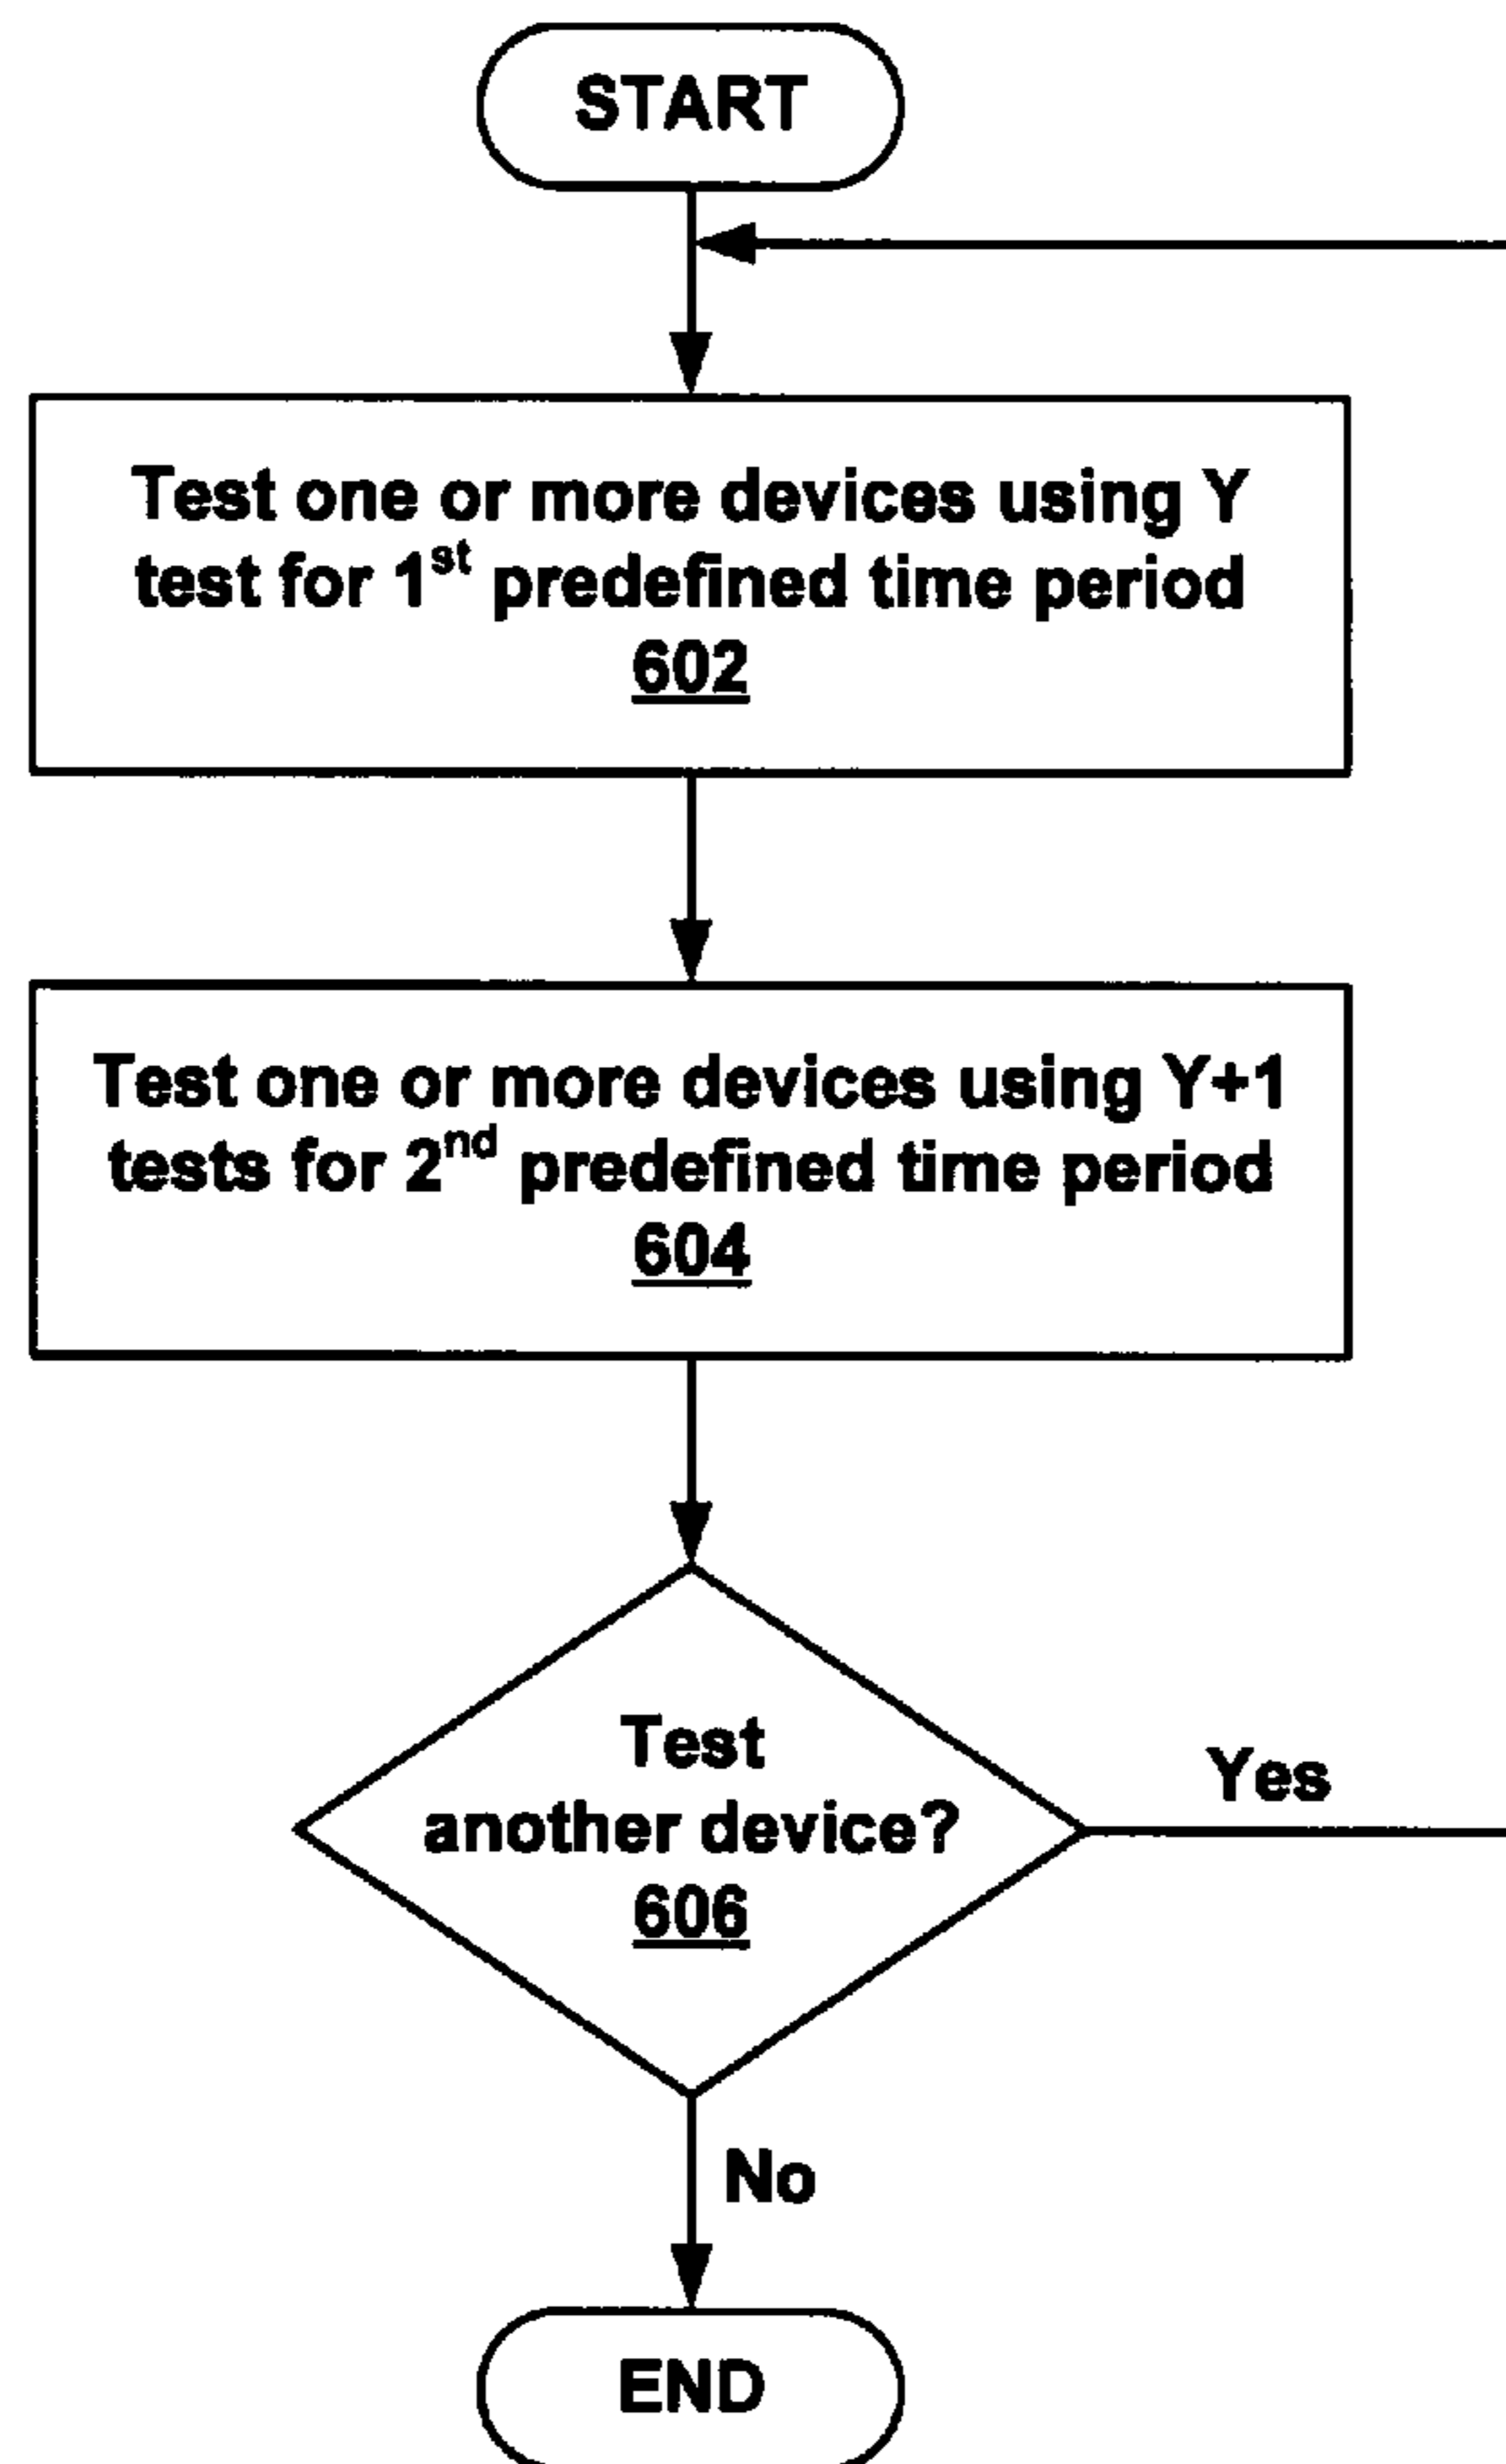 START
Test one or more devices using Y
test for 1st predefined time period
602
Test one or more devices using Y+1
tests for 2nd predefined time period
604
Test
another device?
606
Yes
No
END